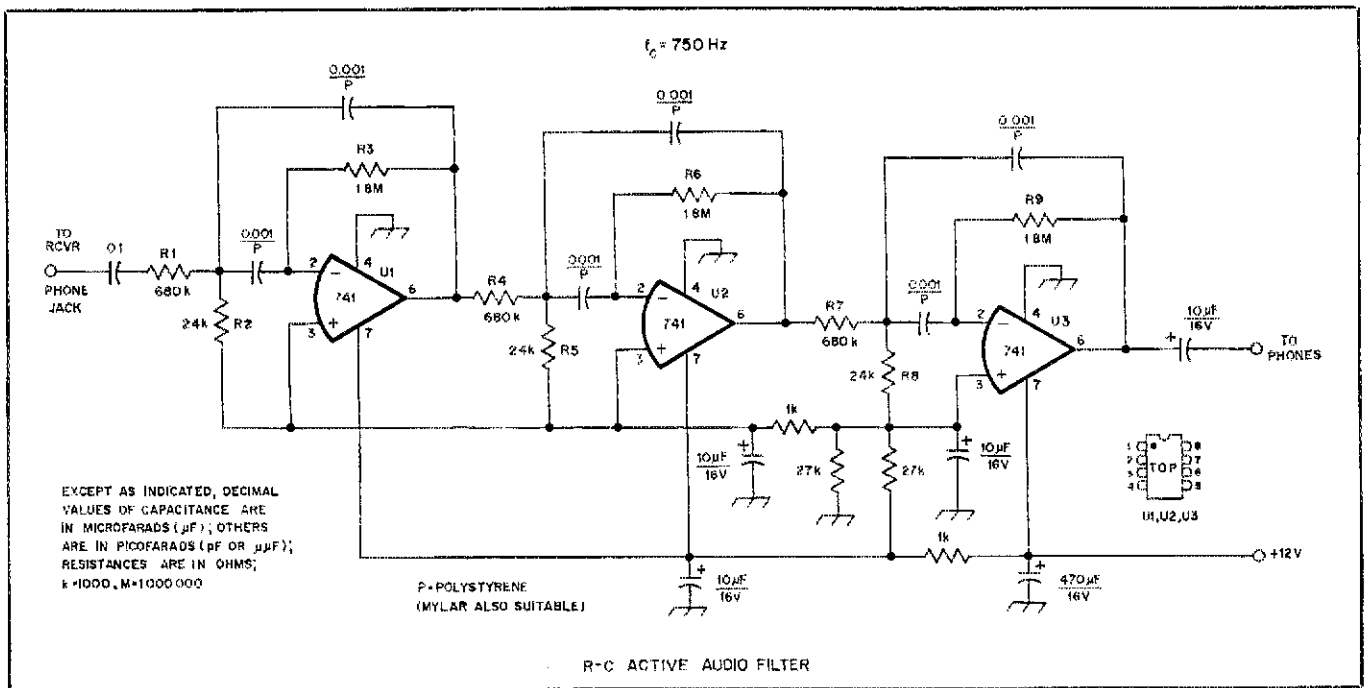 f_c = 750 Hz
0.001
P
0.001
P
0.001
P
R3
1.8M
R6
1.8M
R9
1.8M
TO
RCVR
PHONE
JACK
0.1
R1
680k
0.001
P
2
4
U1
741
6
3
7
24k
R2
R4
680k
0.001
P
2
4
U2
741
6
3
7
24k
R5
R7
680k
0.001
P
2
4
U3
741
6
3
7
24k
R8
10µF
16V
TO
PHONES
1k
10µF
16V
27k
27k
10µF
16V
1
2
3
4
TOP
8
7
6
5
U1,U2,U3
EXCEPT AS INDICATED, DECIMAL
VALUES OF CAPACITANCE ARE
IN MICROFARADS (µF); OTHERS
ARE IN PICOFARADS (pF OR µµF);
RESISTANCES ARE IN OHMS;
k=1000, M=1000000
P=POLYSTYRENE
(MYLAR ALSO SUITABLE)
10µF
16V
1k
470µF
16V
+12V
R-C ACTIVE AUDIO FILTER